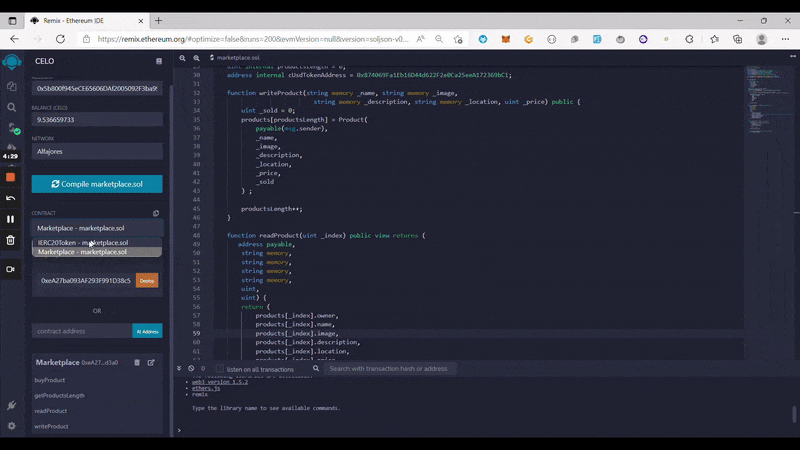 Remix - Ethereum IDE
https://remix.ethereum.org/#optimize=false&runs=200&evmVersion=null&version=soljson-v0...
CELO
0x5b800f945eCE65606DAf2005092F3ba9
BALANCE (CELO)
9.536659733
NETWORK
Alfajores
4:29
Compile marketplace.sol
CONTRACT
Marketplace - marketplace.sol
IERC20Token - marketplace.sol
Marketplace - marketplace.sol
0xeA27ba093AF293F991D38c5
Deploy
OR
contract address
At Address
Marketplace 0xeA27...d3a0
buyProduct
getProductsLength
readProduct
writeProduct
marketplace.sol
29 uint internal productsLength = 0;
30 address internal cUsdTokenAddress = 0x874069Fa1Eb16D44d622F2e0Ca25eeA172369bC1;
31
32 function writeProduct(string memory _name, string memory _image,
33 string memory _description, string memory _location, uint _price) public {
34 uint _sold = 0;
35 products[productsLength] = Product(
36 payable(msg.sender),
37 _name,
38 _image,
39 _description,
40 _location,
41 _price,
42 _sold
43 ) ;
44
45 productsLength++;
46 }
47
48 function readProduct(uint _index) public view returns (
49 address payable,
50 string memory,
51 string memory,
52 string memory,
53 string memory,
54 uint,
55 uint) {
56 return (
57 products[_index].owner,
58 products[_index].name,
59 products[_index].image,
60 products[_index].description,
61 products[_index].location,
0 listen on all transactions
Search with transaction hash or address
web3 version 1.5.2
ethers.js
remix
Type the library name to see available commands.
>